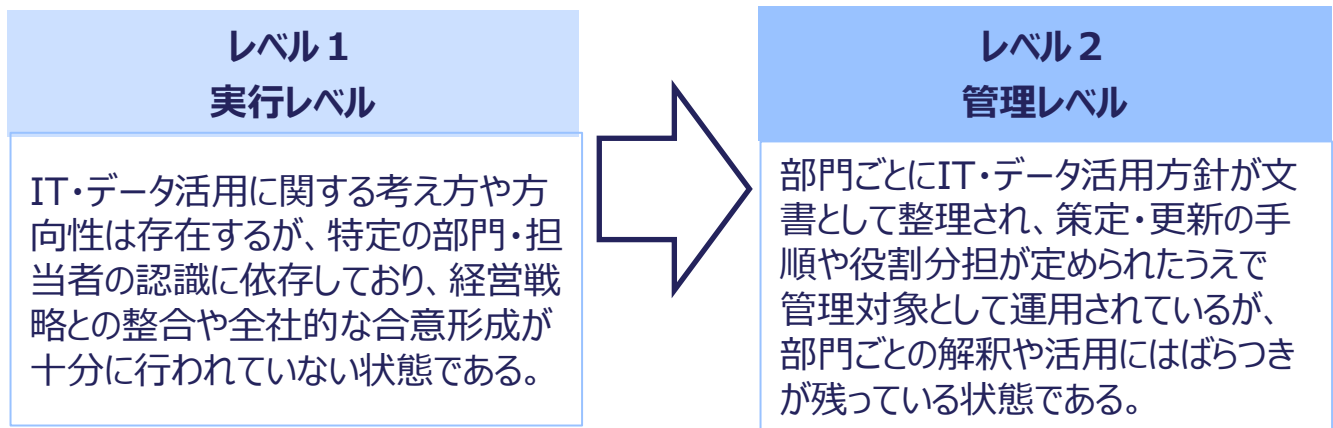 レベル１
実行レベル
IT・データ活用に関する考え方や方
向性は存在するが、特定の部門・担
当者の認識に依存しており、経営戦
略との整合や全社的な合意形成が
十分に行われていない状態である。
レベル２
管理レベル
部門ごとにIT・データ活用方針が文
書として整理され、策定・更新の手
順や役割分担が定められたうえで
管理対象として運用されているが、
部門ごとの解釈や活用にはばらつき
が残っている状態である。